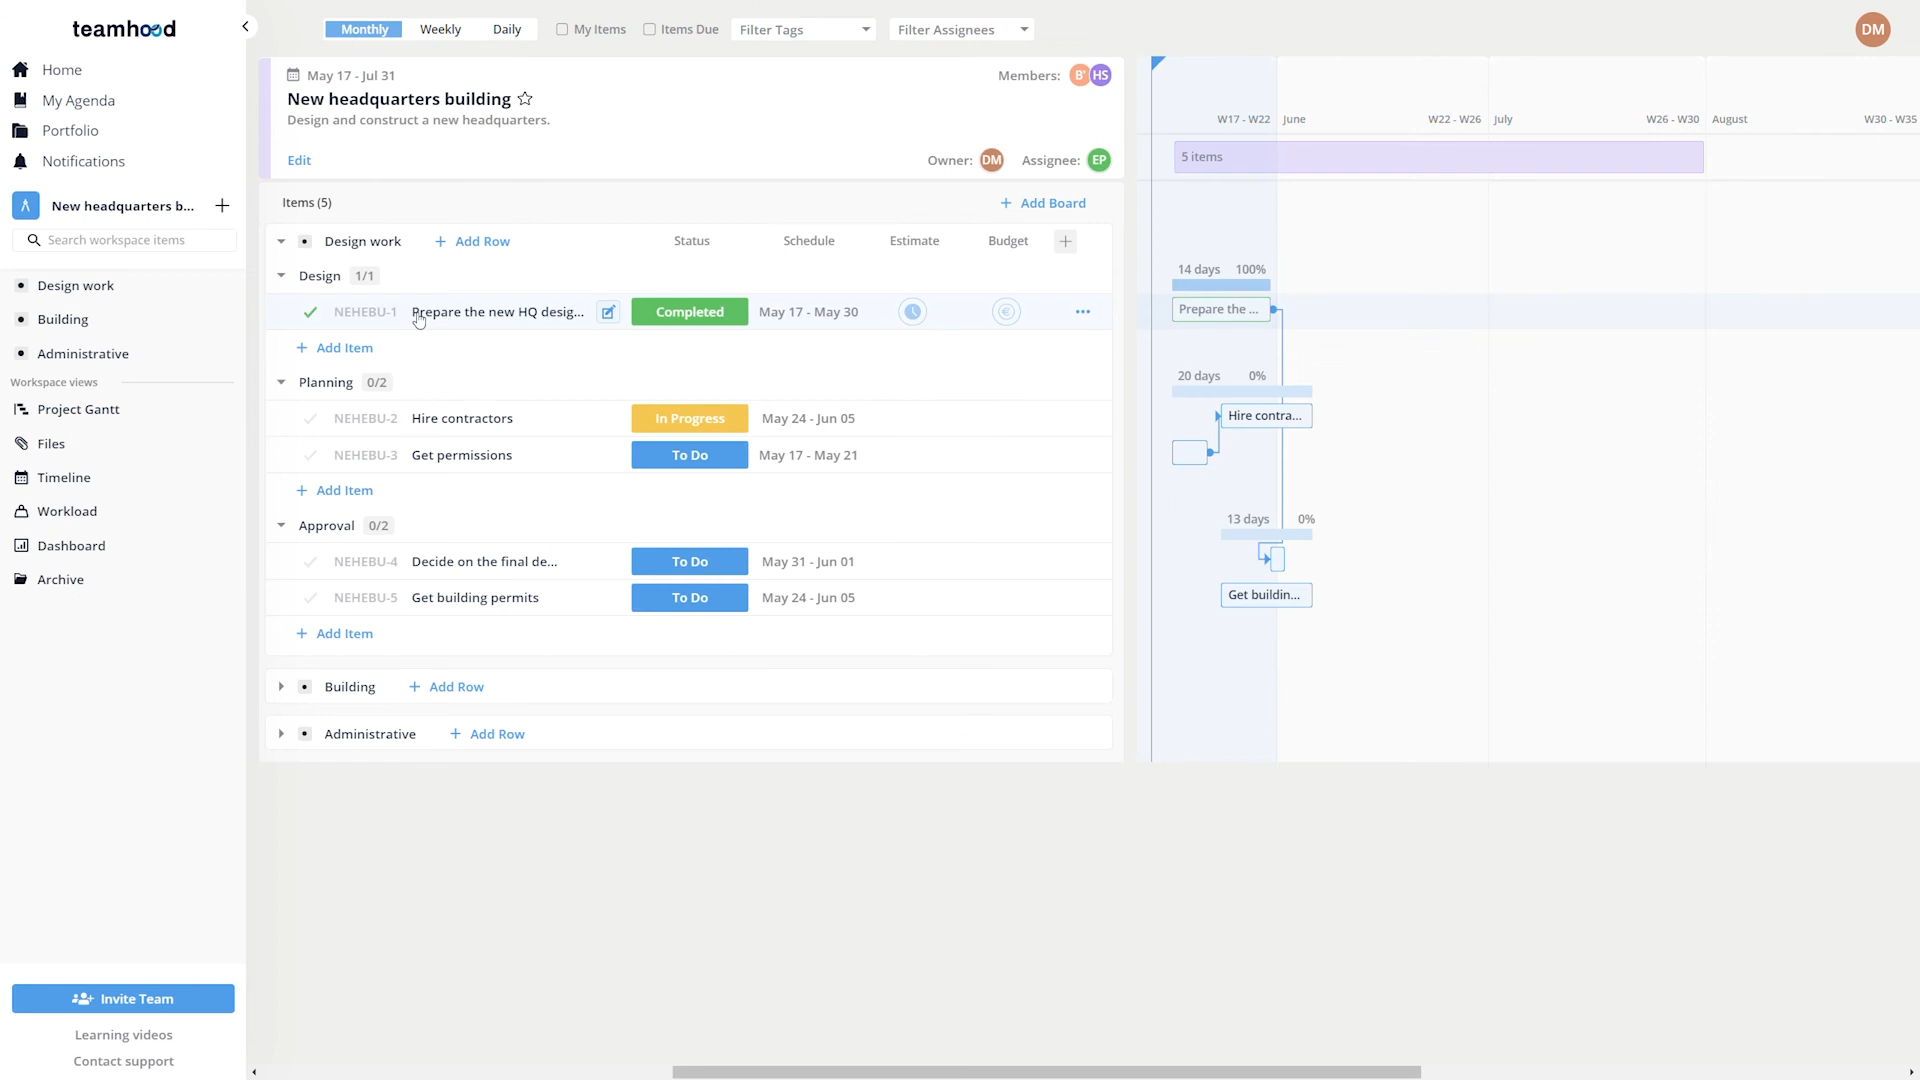 teamhood
Home
My Agenda
Portfolio
Notifications
New headquarters b...
Search workspace items
Design work
Building
Administrative
Workspace views
Project Gantt
Files
Timeline
Workload
Dashboard
Archive
Invite Team
Learning videos
Contact support
Monthly Weekly Daily My Items Items Due Filter Tags Filter Assignees DM
May 17 - Jul 31 Members: B' HS
New headquarters building
Design and construct a new headquarters.
Edit Owner: DM Assignee: EP
Items (5) + Add Board
Design work + Add Row Status Schedule Estimate Budget +
Design 1/1
NEHEBU-1 Prepare the new HQ desig... Completed May 17 - May 30
+ Add Item
Planning 0/2
NEHEBU-2 Hire contractors In Progress May 24 - Jun 05
NEHEBU-3 Get permissions To Do May 17 - May 21
+ Add Item
Approval 0/2
NEHEBU-4 Decide on the final de... To Do May 31 - Jun 01
NEHEBU-5 Get building permits To Do May 24 - Jun 05
+ Add Item
Building + Add Row
Administrative + Add Row
W17 - W22 June W22 - W26 July W26 - W30 August W30 - W35
5 items
14 days 100%
Prepare the ...
20 days 0%
Hire contra...
13 days 0%
Get buildin...